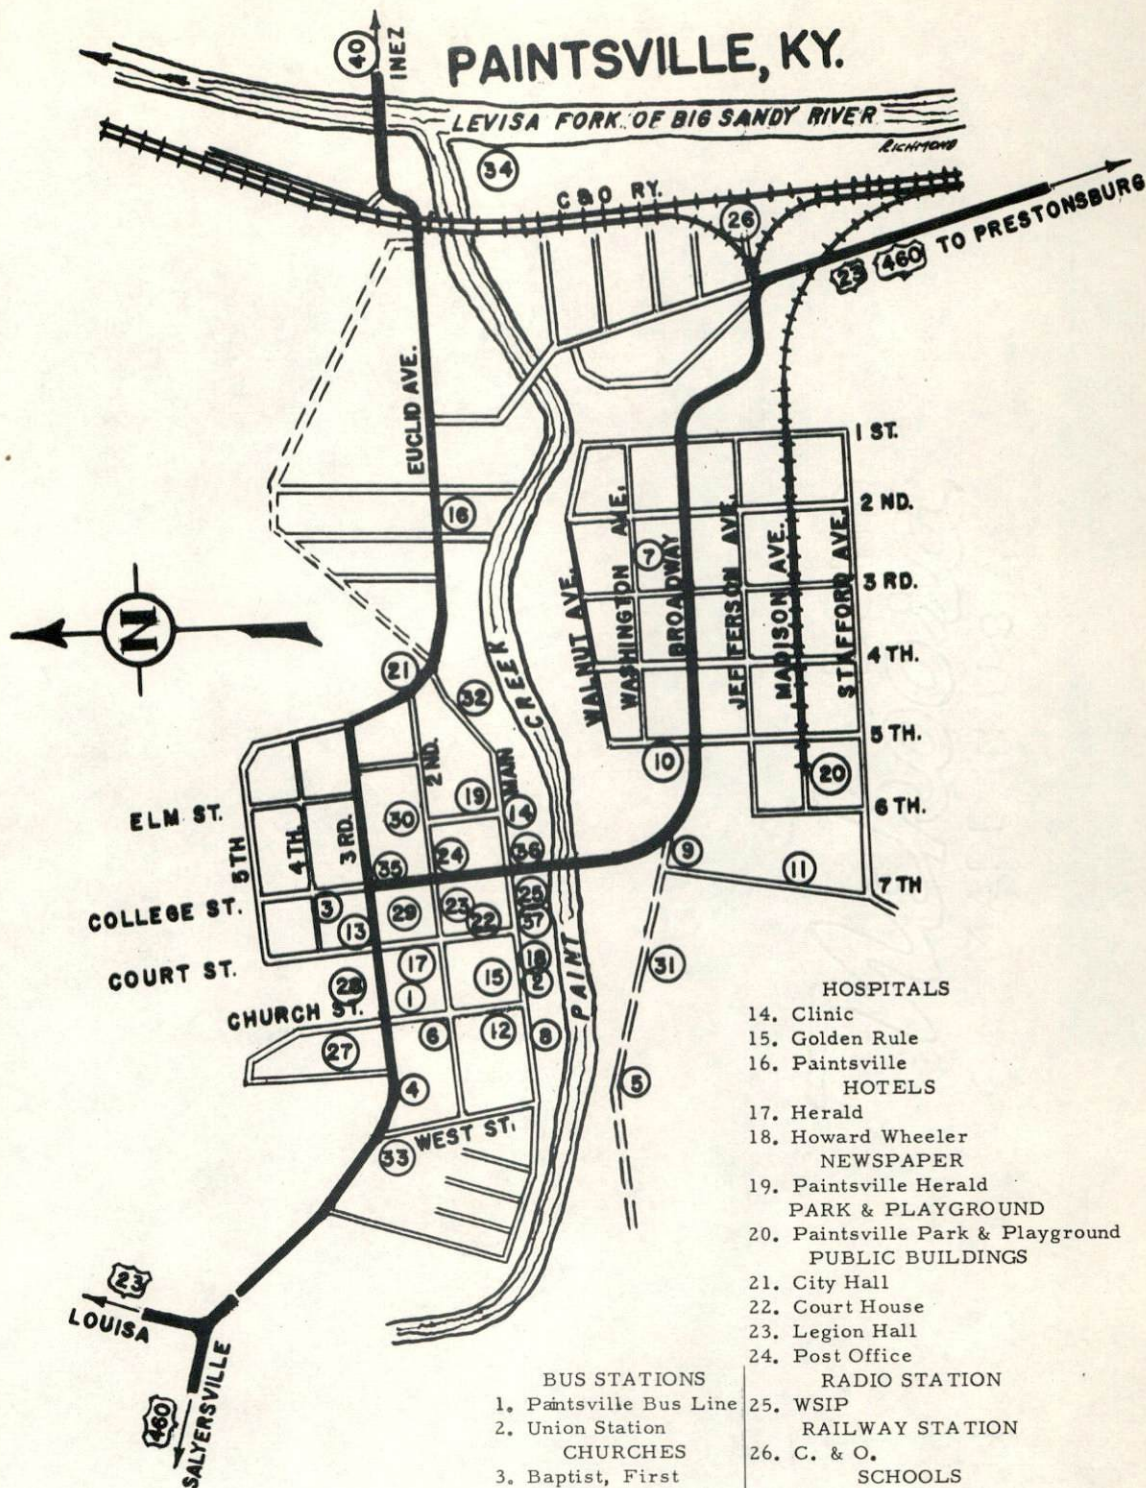 40
INEZ
PAINTSVILLE, KY.
LEVISA FORK OF BIG SANDY RIVER
RICHMOND
34
C & O RY.
26
23 460 TO PRESTONSBURG
EUCLID AVE.
1 ST.
2 ND.
16
7
3 RD.
WALNUT AVE.
WASHINGTON AVE.
BROADWAY
JEFFERSON AVE.
MADISON AVE.
STAFFORD AVE.
N
4 TH.
21
32
CREEK
5 TH.
10
20
2 ND.
MAIN
19
14
6 TH.
ELM ST.
5 TH
4 TH.
3 RD.
30
35
24
36
9
11
7 TH
COLLEGE ST.
3
13
29
23
22
25
37
PAINT
COURT ST.
28
17
1
15
18
2
31
CHURCH ST.
27
6
12
8
4
5
33
WEST ST.
23
LOUISA
460
SALYERSVILLE
HOSPITALS
14. Clinic
15. Golden Rule
16. Paintsville
HOTELS
17. Herald
18. Howard Wheeler
NEWSPAPER
19. Paintsville Herald
PARK & PLAYGROUND
20. Paintsville Park & Playground
PUBLIC BUILDINGS
21. City Hall
22. Court House
23. Legion Hall
24. Post Office
RADIO STATION
25. WSIP
RAILWAY STATION
26. C. & O.
SCHOOLS
BUS STATIONS
1. Paintsville Bus Line
2. Union Station
CHURCHES
3. Baptist, First